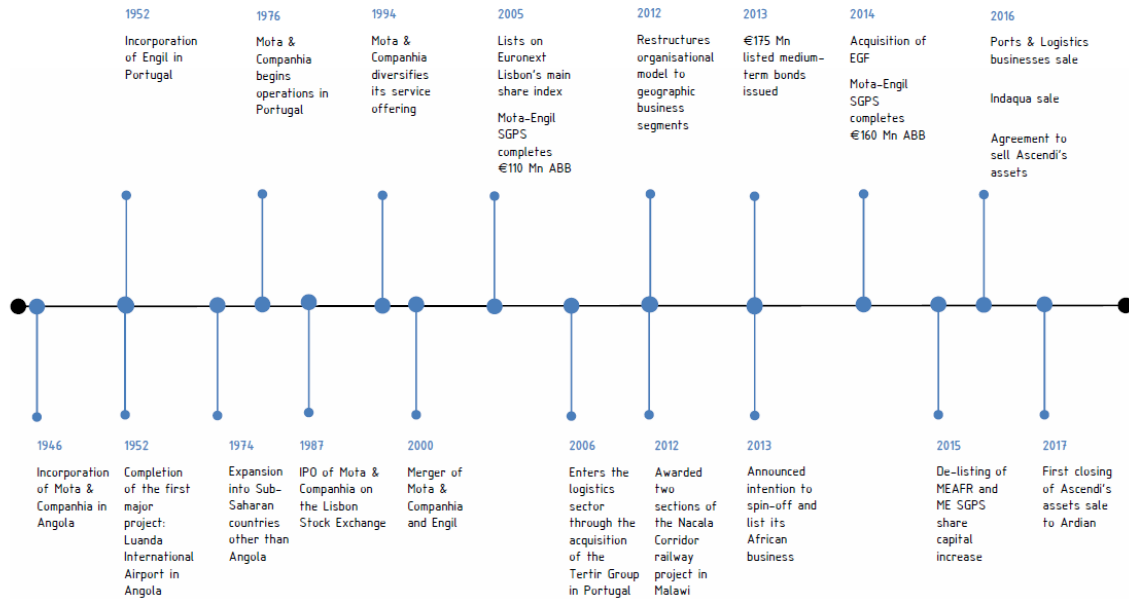 1952
Incorporation
of Engil in
Portugal
1976
Mota &
Companhia
begins
operations in
Portugal
1994
Mota &
Companhia
diversifies
its service
offering
2005
Lists on
Euronext
Lisbon's main
share index
Mota-Engil
SGPS
completes
€110 Mn ABB
2012
Restructures
organisational
model to
geographic
business
segments
2013
€175 Mn
listed medium-
term bonds
issued
2014
Acquisition of
EGF
Mota-Engil
SGPS
completes
€160 Mn ABB
2016
Ports & Logistics
businesses sale
Indaqua sale
Agreement to
sell Ascendi's
assets
1946
Incorporation
of Mota &
Companhia in
Angola
1952
Completion
of the first
major
project:
Luanda
International
Airport in
Angola
1974
Expansion
into Sub-
Saharan
countries
other than
Angola
1987
IPO of Mota &
Companhia on
the Lisbon
Stock Exchange
2000
Merger of
Mota &
Companhia
and Engil
2006
Enters the
logistics
sector
through the
acquisition
of the
Tertir Group
in Portugal
2012
Awarded
two
sections of
the Nacala
Corridor
railway
project in
Malawi
2013
Announced
intention to
spin-off and
list its
African
business
2015
De-listing of
MEAFR and
ME SGPS
share
capital
increase
2017
First closing
of Ascendi's
assets sale
to Ardian